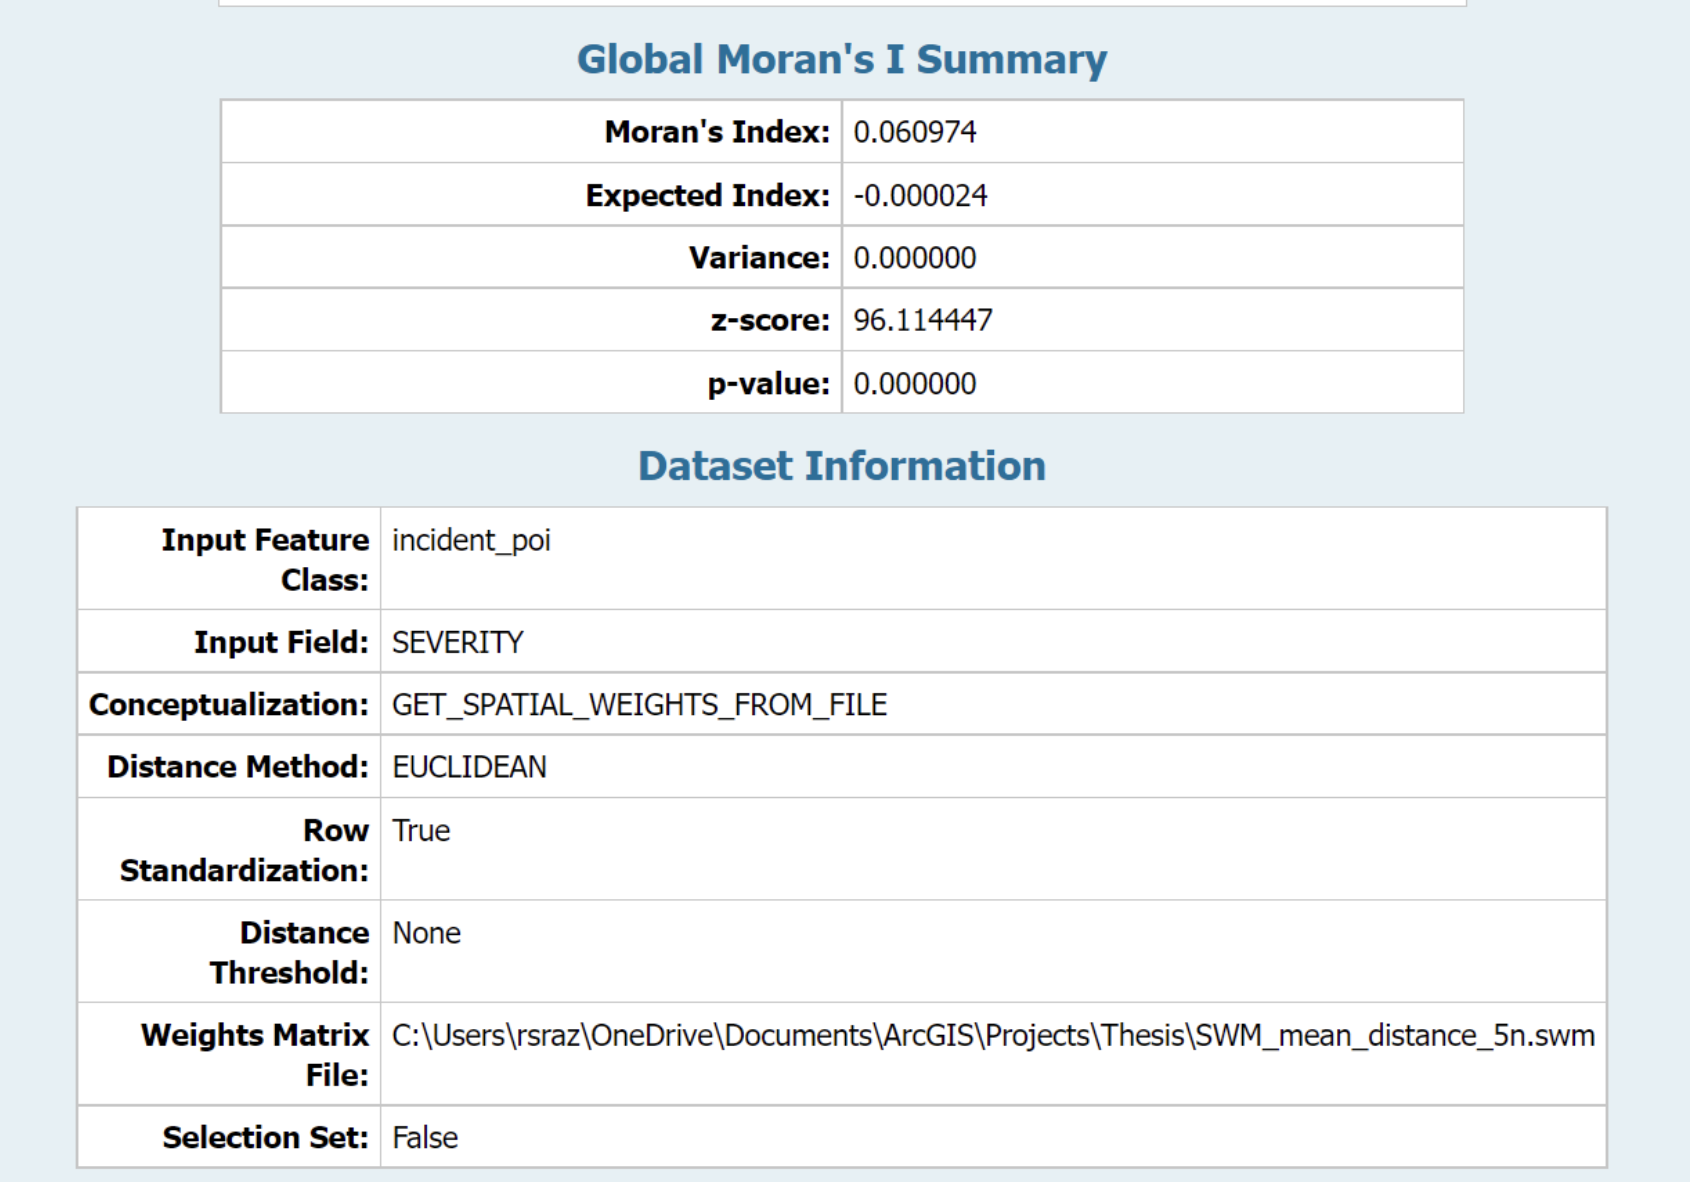 Global Moran's I Summary
Moran's Index: 0.060974
Expected Index: -0.000024
Variance: 0.000000
z-score: 96.114447
p-value: 0.000000
Dataset Information
Input Feature incident_poi
Class:
Input Field: SEVERITY
Conceptualization: GET_SPATIAL_WEIGHTS_FROM_FILE
Distance Method: EUCLIDEAN
Row True
Standardization:
Distance None
Threshold:
Weights Matrix C:\Users\rsraz\OneDrive\Documents\ArcGIS\Projects\Thesis\SWM_mean_distance_5n.swm
File:
Selection Set: False